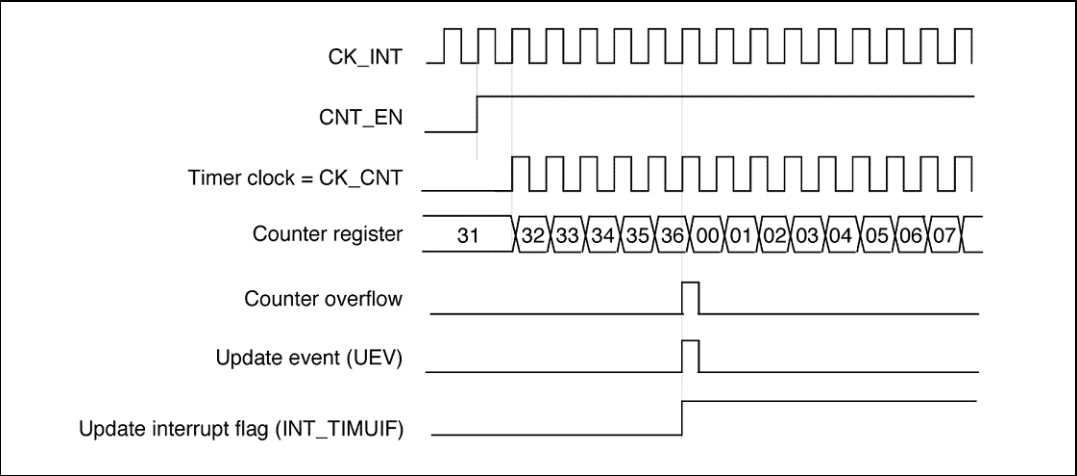 CK_INT
CNT_EN
Timer clock = CK_CNT
Counter register 31 32 33 34 35 36 00 01 02 03 04 05 06 07
Counter overflow
Update event (UEV)
Update interrupt flag (INT_TIMUIF)